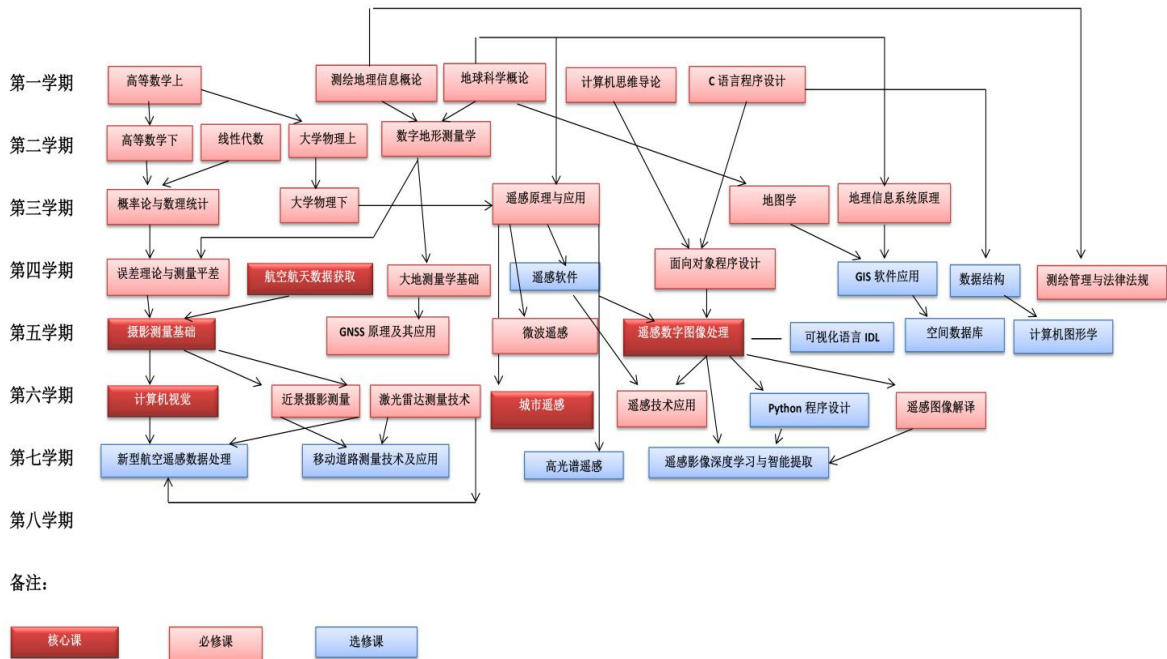 第一学期
高等数学上
测绘地理信息概论
地球科学概论
计算机思维导论
C 语言程序设计
第二学期
高等数学下
线性代数
大学物理上
数字地形测量学
第三学期
概率论与数理统计
大学物理下
遥感原理与应用
地图学
地理信息系统原理
第四学期
误差理论与测量平差
航空航天数据获取
大地测量学基础
遥感软件
面向对象程序设计
GIS 软件应用
数据结构
测绘管理与法律法规
第五学期
摄影测量基础
GNSS 原理及其应用
微波遥感
遥感数字图像处理
可视化语言 IDL
空间数据库
计算机图形学
第六学期
计算机视觉
近景摄影测量
激光雷达测量技术
城市遥感
遥感技术应用
Python 程序设计
遥感图像解译
第七学期
新型航空遥感数据处理
移动道路测量技术及应用
高光谱遥感
遥感影像深度学习与智能提取
第八学期
备注：
核心课
必修课
选修课